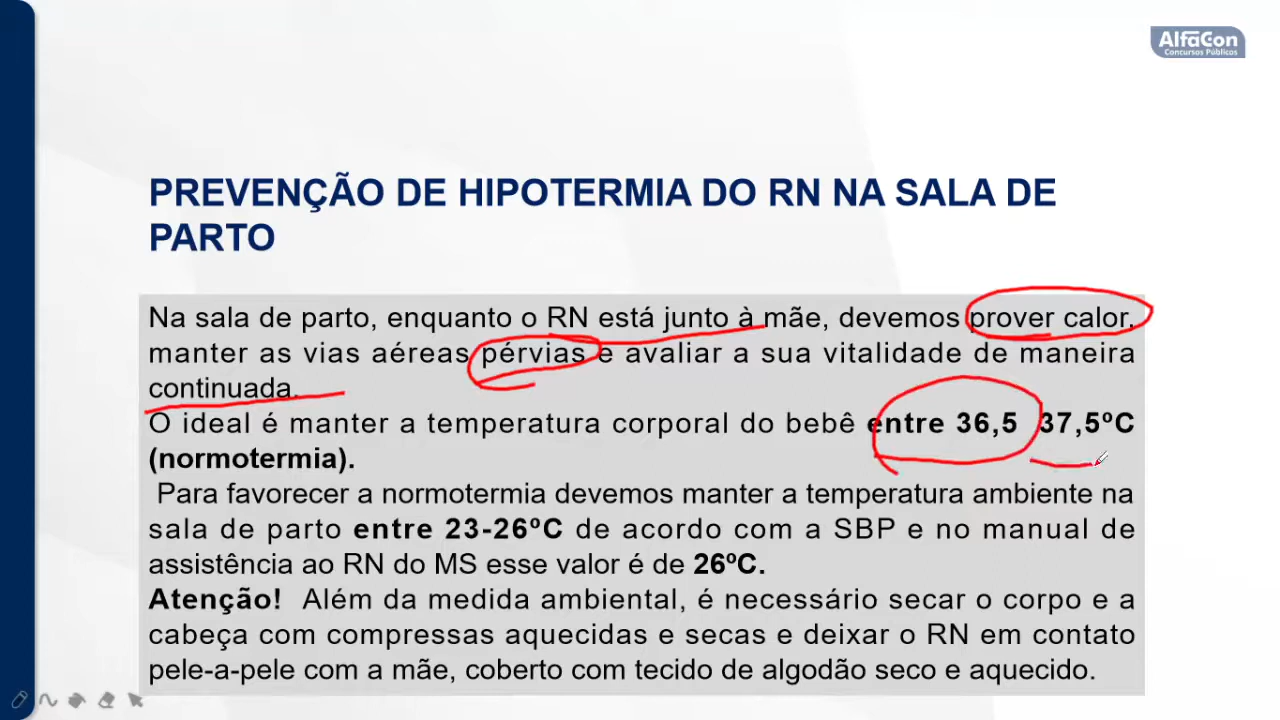 AlfaCon
Concursos Públicos
PREVENÇÃO DE HIPOTERMIA DO RN NA SALA DE
PARTO
Na sala de parto, enquanto o RN está junto à mãe, devemos prover calor,
manter as vias aéreas pérvias e avaliar a sua vitalidade de maneira
continuada.
O ideal é manter a temperatura corporal do bebê entre 36,5 37,5ºC
(normotermia).
Para favorecer a normotermia devemos manter a temperatura ambiente na
sala de parto entre 23-26ºC de acordo com a SBP e no manual de
assistência ao RN do MS esse valor é de 26ºC.
Atenção! Além da medida ambiental, é necessário secar o corpo e a
cabeça com compressas aquecidas e secas e deixar o RN em contato
pele-a-pele com a mãe, coberto com tecido de algodão seco e aquecido.